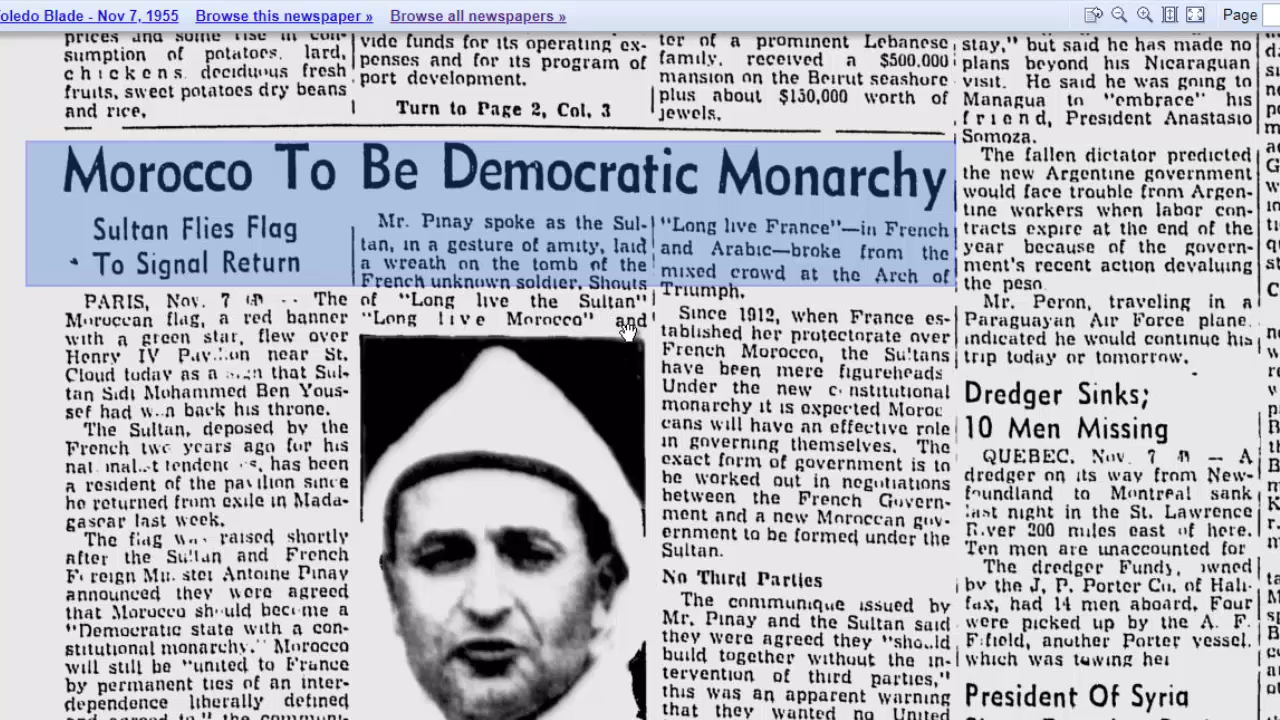 oledo Blade - Nov 7, 1955 Browse this newspaper » Browse all newspapers » Page
prices and some rise in con-
sumption of potatoes, lard,
chickens, deciduous fresh
fruits, sweet potatoes dry beans
and rice.
vide funds for its operating ex-
penses and for its program of
port development.
Turn to Page 2, Col. 3
ter of a prominent Lebanese
family, received a $500,000
mansion on the Beirut seashore
plus about $150,000 worth of
jewels.
Morocco To Be Democratic Monarchy
Sultan Flies Flag
To Signal Return
PARIS, Nov. 7 The
Moroccan flag, a red banner
with a green star, flew over
Henry IV Pavilion near St.
Cloud today as a sign that Sul-
tan Sidi Mohammed Ben Yous-
sef had won back his throne.
The Sultan, deposed by the
French two years ago for his
has been
a resident of the pavilion since
he returned from exile in Mada-
gascar last week.
The flag was raised shortly
after the Sultan and French
Foreign Minister Antoine Pinay
announced they were agreed
that Morocco should become a
"Democratic state with a con-
stitutional monarchy." Morocco
will still be "united to France
by permanent ties of an inter-
dependence liberally defined
and agreed to," the communi-
Mr. Pinay spoke as the Sul-
tan, in a gesture of amity, laid
a wreath on the tomb of the
French unknown soldier. Shouts
of "Long live the Sultan"
"Long live Morocco" and
"Long live France"—in French
and Arabic—broke from the
mixed crowd at the Arch of
Triumph.
Since 1912, when France es-
tablished her protectorate over
French Morocco, the Sultans
have been mere figureheads
Under the new constitutional
monarchy it is expected Moroc
cans will have an effective role
in governing themselves. The
exact form of government is to
be worked out in negotiations
between the French Govern-
ment and a new Moroccan gov-
ernment to be formed under the
Sultan.
No Third Parties
The communique issued by
Mr. Pinay and the Sultan said
they were agreed they "should
build together without the in-
tervention of third parties,"
this was an apparent warning
that they wanted no United
stay," but said he has made no
plans beyond his Nicaraguan
visit. He said he was going to
Managua to "embrace" his
friend, President Anastasio
Somoza.
The fallen dictator predicted
the new Argentine government
would face trouble from Argen-
tine workers when labor con-
tracts expire at the end of the
year because of the govern-
ment's recent action devaluing
the peso.
Mr. Peron, traveling in a
Paraguayan Air Force plane,
indicated he would continue his
trip today or tomorrow.
Dredger Sinks;
10 Men Missing
QUEBEC, Nov. 7 — A
dredger on its way from New-
foundland to Montreal sank
last night in the St. Lawrence
River 200 miles east of here.
Ten men are unaccounted for
The dredger Fundy, owned
by the J. P. Porter Co. of Hali-
fax, had 14 men aboard. Four
were picked up by the A. F.
Fifield, another Porter vessel,
which was towing her
President Of Syria